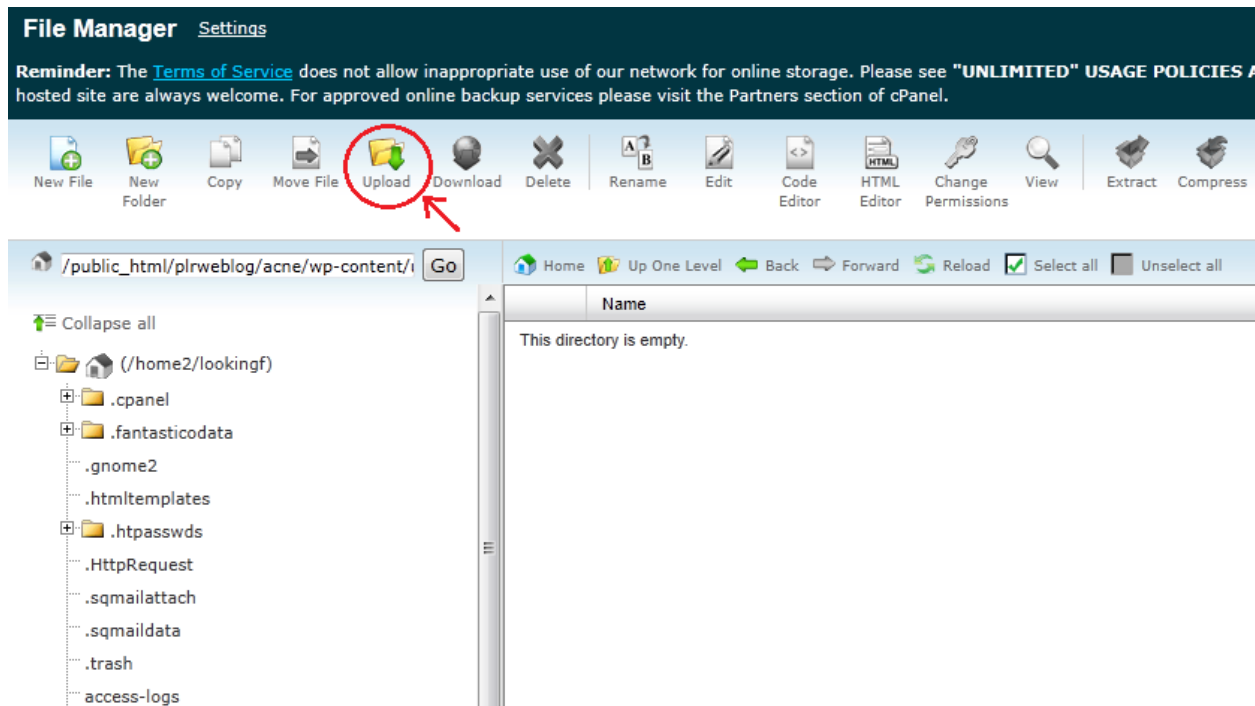 File Manager Settings
Reminder: The Terms of Service does not allow inappropriate use of our network for online storage. Please see "UNLIMITED" USAGE POLICIES A
hosted site are always welcome. For approved online backup services please visit the Partners section of cPanel.
New File
New Folder
Copy
Move File
Upload
Download
Delete
Rename
Edit
Code Editor
HTML Editor
Change Permissions
View
Extract
Compress
/public_html/plrweblog/acne/wp-content/ Go
Home Up One Level Back Forward Reload Select all Unselect all
Name
This directory is empty.
Collapse all
(/home2/lookingf)
.cpanel
.fantasticodata
.gnome2
.htmltemplates
.htpasswds
.HttpRequest
.sqmailattach
.sqmaildata
.trash
access-logs